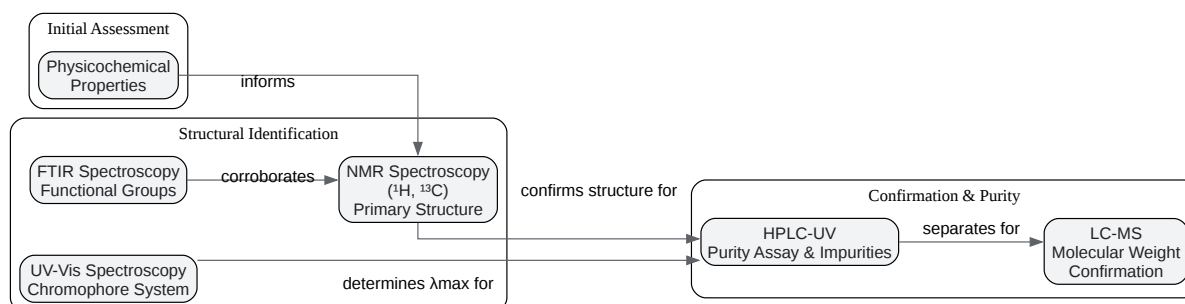 Initial Assessment
Physicochemical
Properties
informs
Structural Identification
FTIR Spectroscopy
Functional Groups
corroborates
NMR Spectroscopy
(¹H, ¹³C)
Primary Structure
confirms structure for
Confirmation & Purity
HPLC-UV
Purity Assay & Impurities
separates for
LC-MS
Molecular Weight
Confirmation
UV-Vis Spectroscopy
Chromophore System
determines λmax for